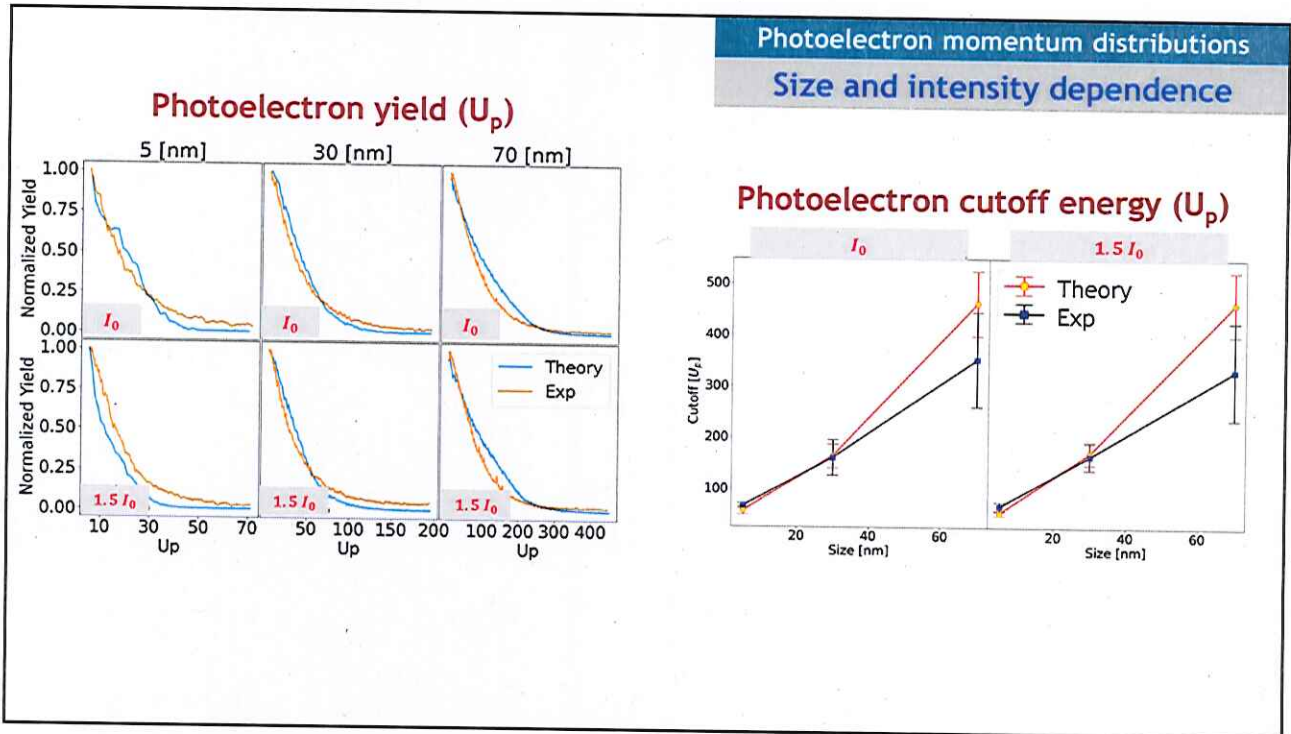 Photoelectron momentum distributions
Size and intensity dependence
Photoelectron yield (Uₚ)
5 [nm]
30 [nm]
70 [nm]
Normalized Yield
1.00
0.75
0.50
0.25
0.00
I₀
I₀
I₀
Normalized Yield
1.00
0.75
0.50
0.25
0.00
Theory
Exp
1.5 I₀
1.5 I₀
1.5 I₀
10 30 50 70
50 100 150 200
100 200 300 400
Up
Up
Up
Photoelectron cutoff energy (Uₚ)
I₀
1.5 I₀
Cutoff [Uₚ]
500
400
300
200
100
Theory
Exp
20 40 60
20 40 60
Size [nm]
Size [nm]